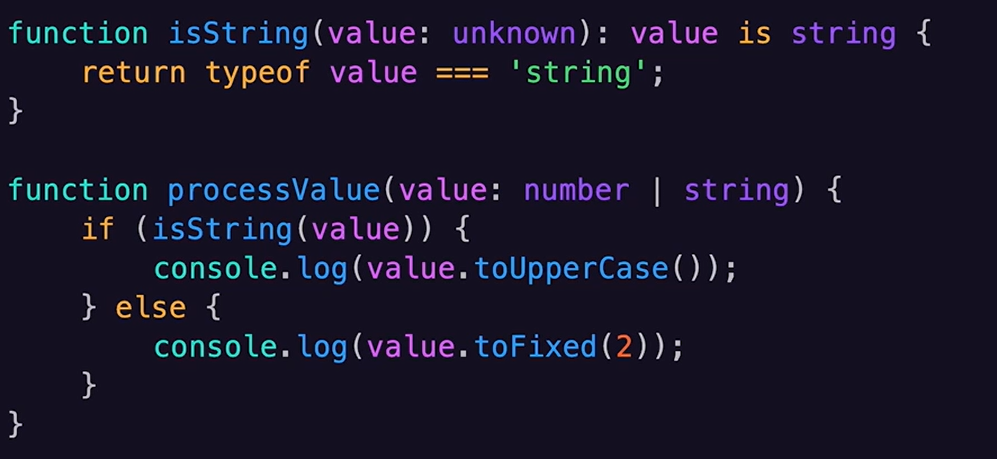 function isString(value: unknown): value is string {
    return typeof value === 'string';
}

function processValue(value: number | string) {
    if (isString(value)) {
        console.log(value.toUpperCase());
    } else {
        console.log(value.toFixed(2));
    }
}